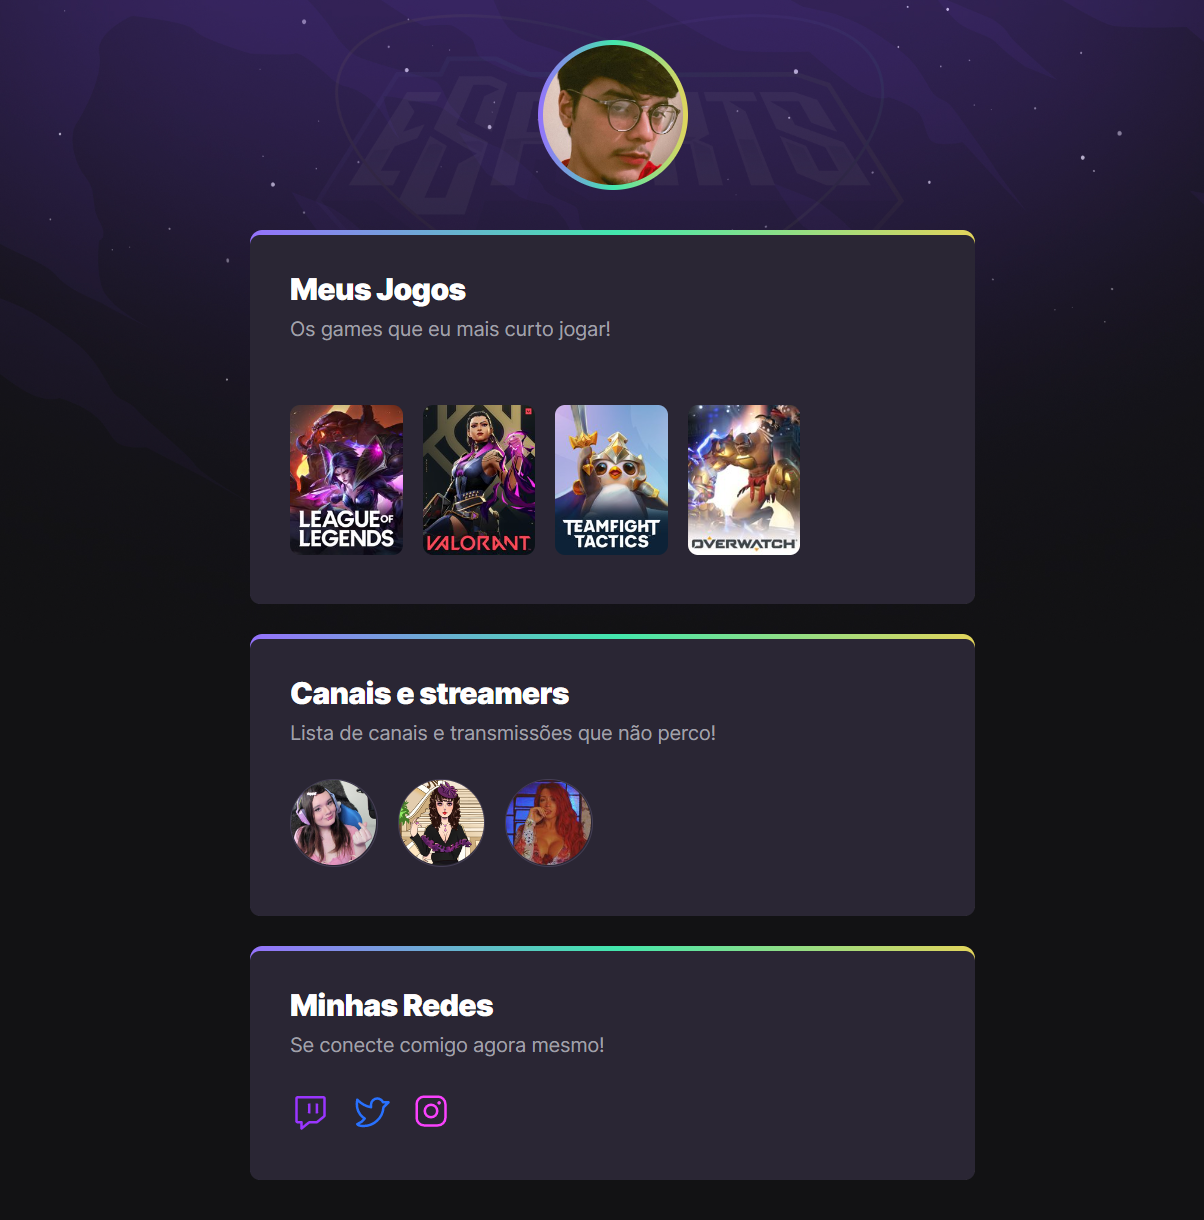 ESPORTS
Meus Jogos
Os games que eu mais curto jogar!
LEAGUE OF
LEGENDS
VALORANT
TEAMFIGHT
TACTICS
OVERWATCH
Canais e streamers
Lista de canais e transmissões que não perco!
Minhas Redes
Se conecte comigo agora mesmo!